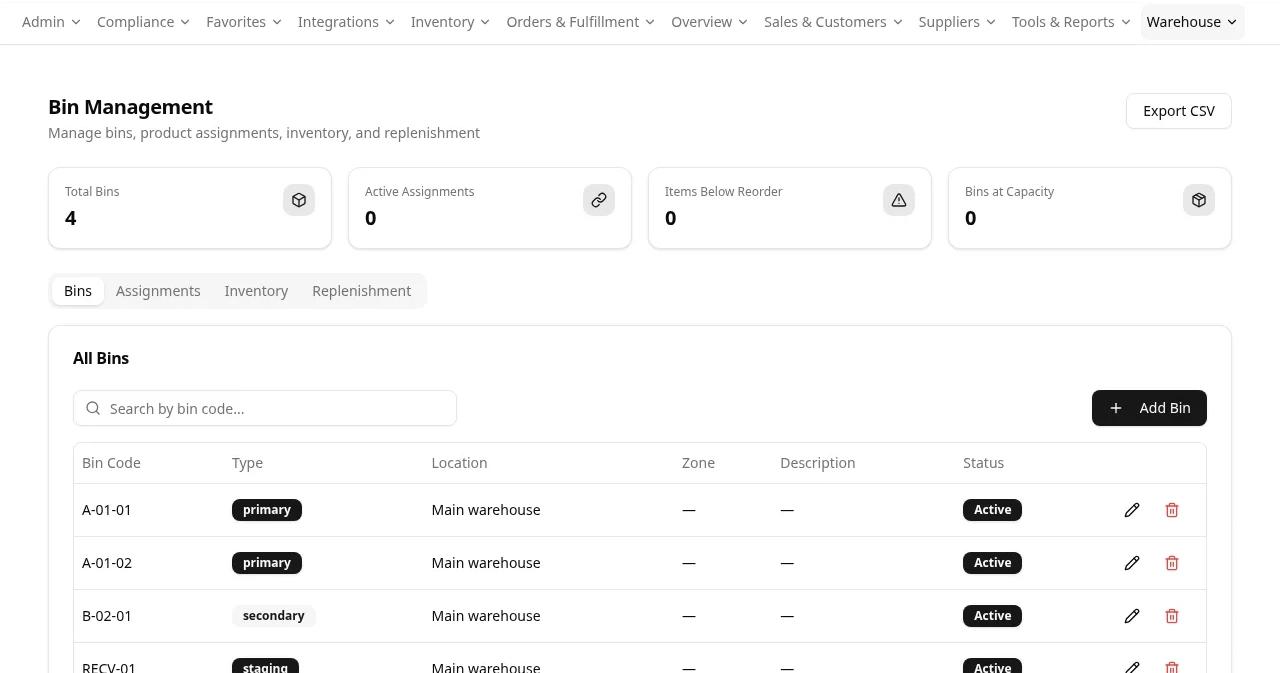 Admin Compliance Favorites Integrations Inventory Orders & Fulfillment Overview Sales & Customers Suppliers Tools & Reports Warehouse
Bin Management
Manage bins, product assignments, inventory, and replenishment
Export CSV
Total Bins
4
Active Assignments
0
Items Below Reorder
0
Bins at Capacity
0
Bins Assignments Inventory Replenishment
All Bins
Search by bin code...
Add Bin
Bin Code Type Location Zone Description Status
A-01-01 primary Main warehouse — — Active
A-01-02 primary Main warehouse — — Active
B-02-01 secondary Main warehouse — — Active
RECV-01 staging Main warehouse — — Active